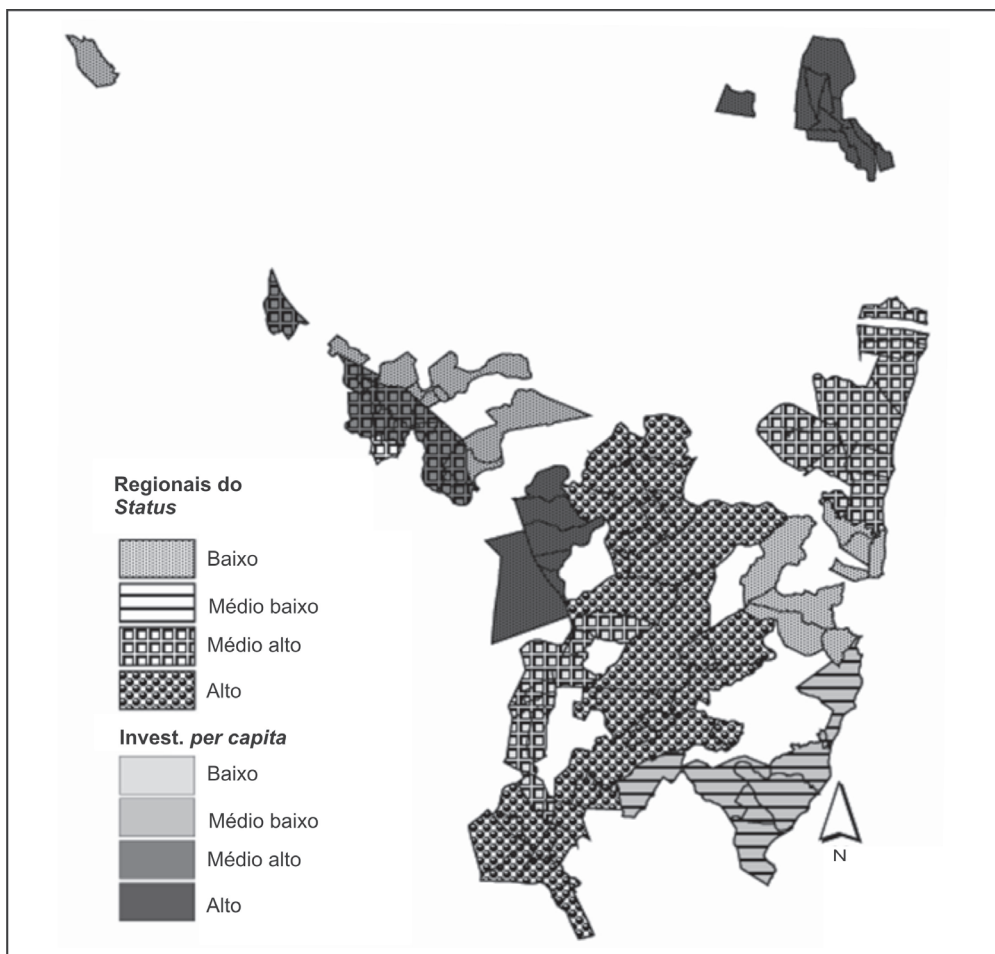 Regionais do
Status
Baixo
Médio baixo
Médio alto
Alto
Invest. per capita
Baixo
Médio baixo
Médio alto
Alto
N